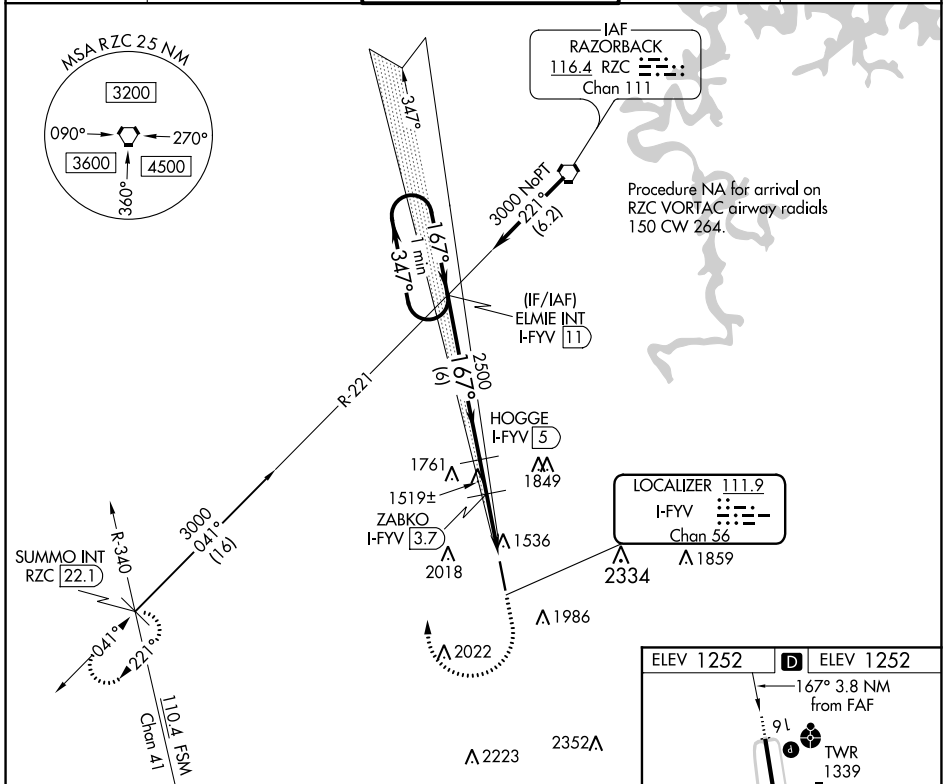 MSA RZC 25 NM
3200
090°
270°
3600
4500
360°
IAF
RAZORBACK
116.4 RZC
Chan 111
347°
3000 NoPT
221°
(6.2)
Procedure NA for arrival on
RZC VORTAC airway radials
150 CW 264.
167°
1 min
347°
(IF/IAF)
ELMIE INT
I-FYV 11
2500
167°
(6)
R-221
HOGGE
I-FYV 5
1761
1849
1519±
ZABKO
I-FYV 3.7
1536
2018
LOCALIZER 111.9
I-FYV
Chan 56
2334
1859
3000
041°
(16)
R-340
SUMMO INT
RZC 22.1
041°
221°
1986
2022
110.4 FSM
Chan 41
2223
2352
ELEV 1252 D ELEV 1252
167° 3.8 NM
from FAF
16
P
TWR
1339